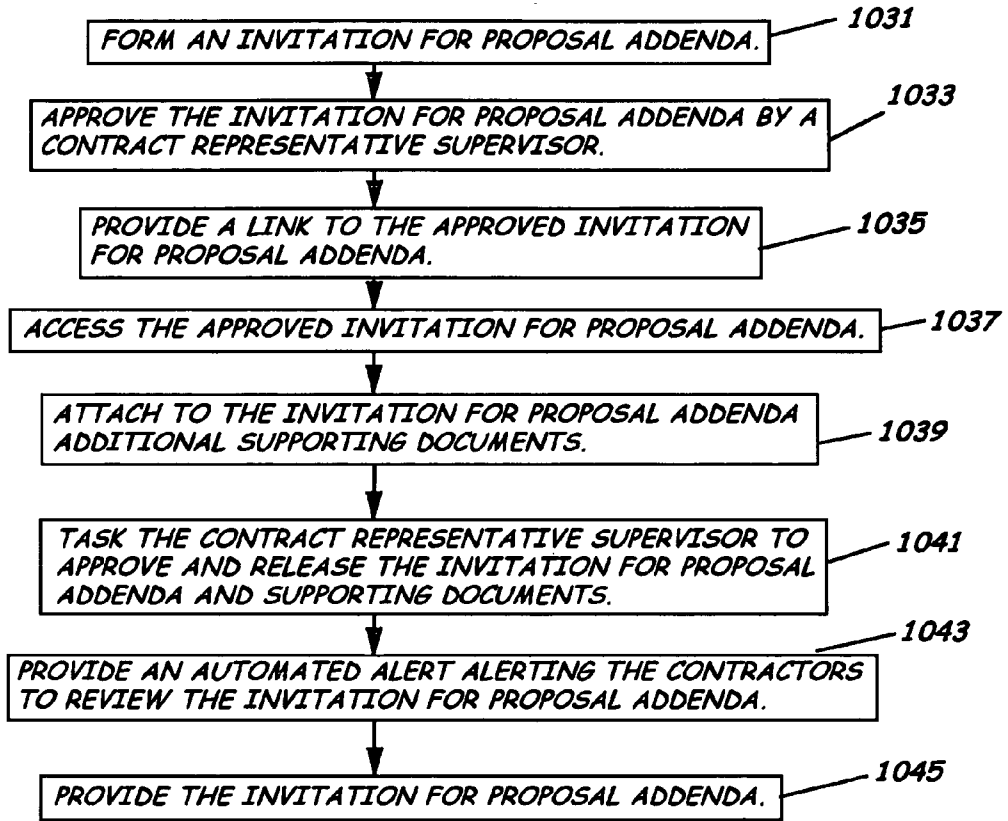 1031
FORM AN INVITATION FOR PROPOSAL ADDENDA.
1033
APPROVE THE INVITATION FOR PROPOSAL ADDENDA BY A
CONTRACT REPRESENTATIVE SUPERVISOR.
1035
PROVIDE A LINK TO THE APPROVED INVITATION
FOR PROPOSAL ADDENDA.
1037
ACCESS THE APPROVED INVITATION FOR PROPOSAL ADDENDA.
ATTACH TO THE INVITATION FOR PROPOSAL ADDENDA
1039
ADDITIONAL SUPPORTING DOCUMENTS.
TASK THE CONTRACT REPRESENTATIVE SUPERVISOR TO
1041
APPROVE AND RELEASE THE INVITATION FOR PROPOSAL
ADDENDA AND SUPPORTING DOCUMENTS.
1043
PROVIDE AN AUTOMATED ALERT ALERTING THE CONTRACTORS
TO REVIEW THE INVITATION FOR PROPOSAL ADDENDA.
1045
PROVIDE THE INVITATION FOR PROPOSAL ADDENDA.